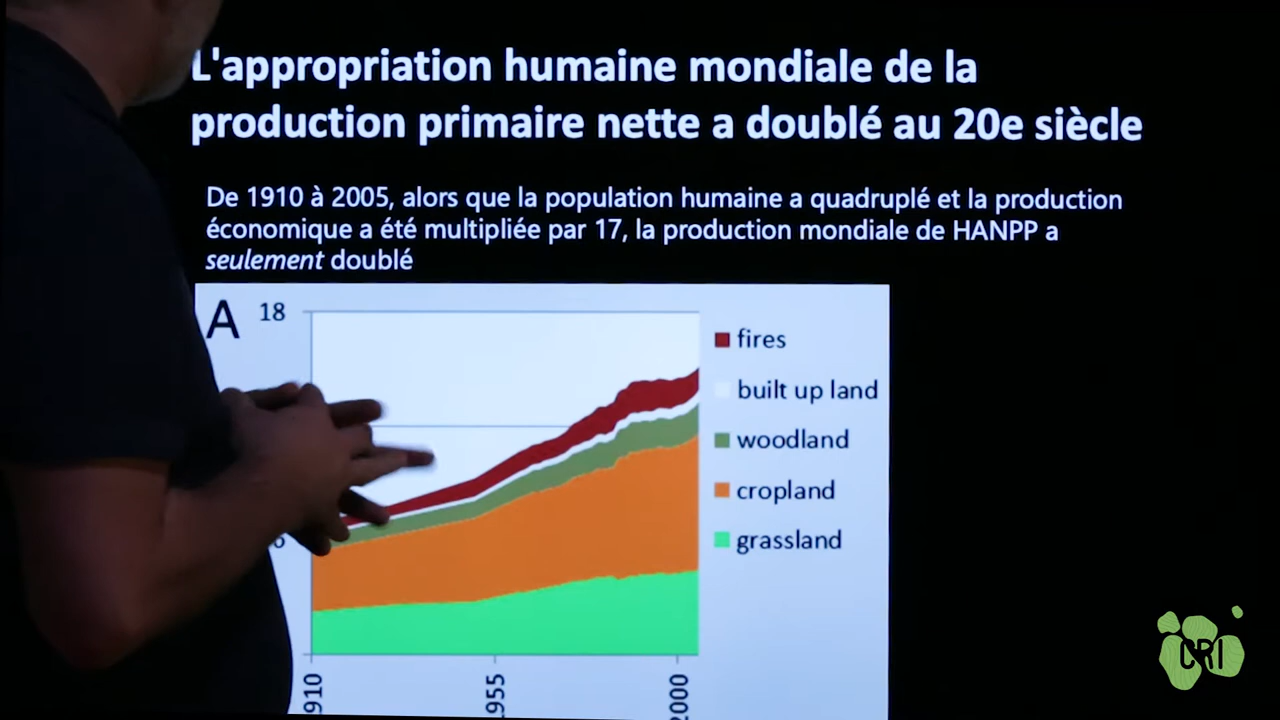 L'appropriation humaine mondiale de la
production primaire nette a doublé au 20e siècle
De 1910 à 2005, alors que la population humaine a quadruplé et la production
économique a été multipliée par 17, la production mondiale de HANPP a
seulement doublé
A
18
fires
built up land
woodland
cropland
grassland
6
910
955
2000
CRI